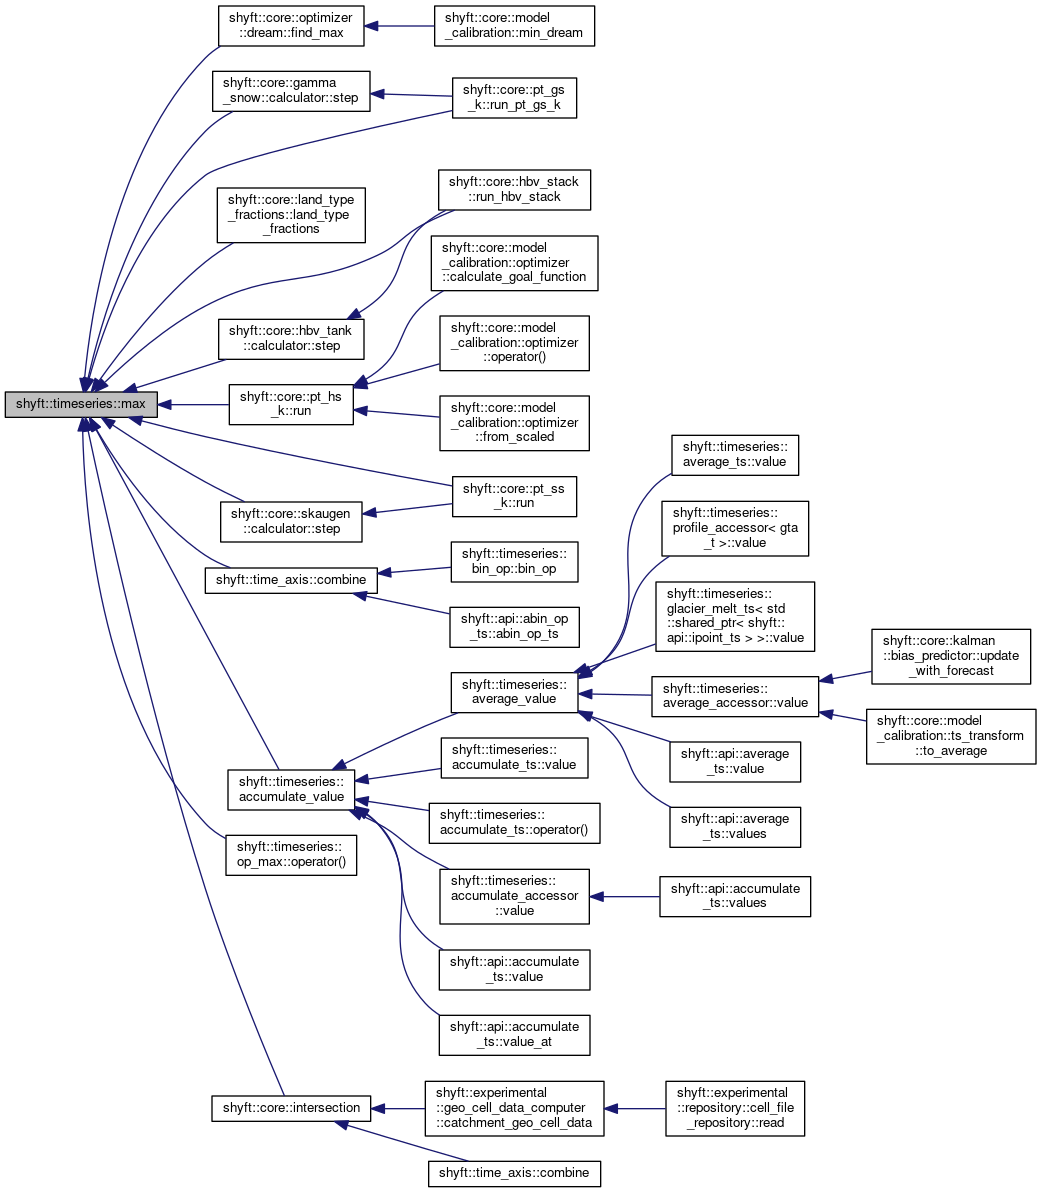 shyft::core::optimizer
::dream::find_max
shyft::core::model
_calibration::min_dream
shyft::core::gamma
_snow::calculator::step
shyft::core::pt_gs
_k::run_pt_gs_k
shyft::core::hbv_stack
::run_hbv_stack
shyft::core::land_type
_fractions::land_type
_fractions
shyft::core::model
_calibration::optimizer
::calculate_goal_function
shyft::core::hbv_tank
::calculator::step
shyft::core::model
_calibration::optimizer
::operator()
shyft::timeseries::max
shyft::core::pt_hs
_k::run
shyft::core::model
_calibration::optimizer
::from_scaled
shyft::timeseries::
average_ts::value
shyft::core::pt_ss
_k::run
shyft::core::skaugen
::calculator::step
shyft::timeseries::
profile_accessor< gta
_t >::value
shyft::timeseries::
bin_op::bin_op
shyft::time_axis::combine
shyft::api::abin_op
_ts::abin_op_ts
shyft::timeseries::
glacier_melt_ts< std
::shared_ptr< shyft::
api::ipoint_ts > >::value
shyft::core::kalman
::bias_predictor::update
_with_forecast
shyft::timeseries::
average_value
shyft::timeseries::
average_accessor::value
shyft::core::model
_calibration::ts_transform
::to_average
shyft::timeseries::
accumulate_ts::value
shyft::api::average
_ts::value
shyft::timeseries::
accumulate_value
shyft::timeseries::
accumulate_ts::operator()
shyft::api::average
_ts::values
shyft::timeseries::
op_max::operator()
shyft::timeseries::
accumulate_accessor
::value
shyft::api::accumulate
_ts::values
shyft::api::accumulate
_ts::value
shyft::api::accumulate
_ts::value_at
shyft::core::intersection
shyft::experimental
::geo_cell_data_computer
::catchment_geo_cell_data
shyft::experimental
::repository::cell_file
_repository::read
shyft::time_axis::combine